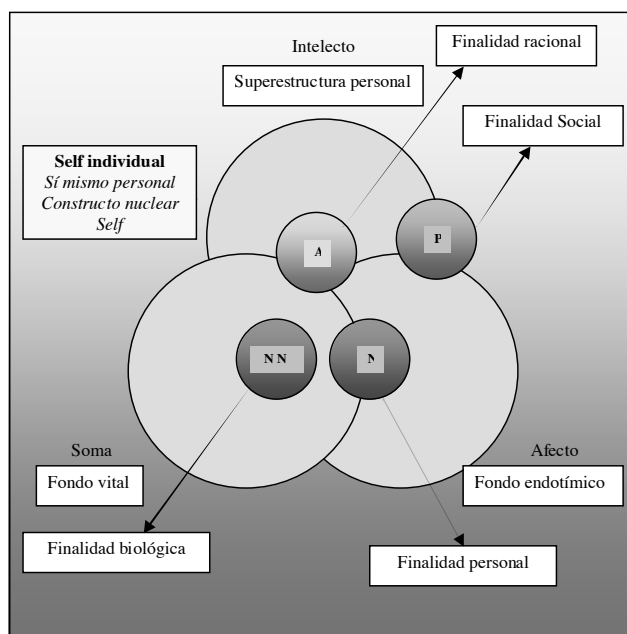 Intelecto
Finalidad racional
Superestructura personal
Finalidad Social
Self individual
Sí mismo personal
Constructo nuclear
Self
A
P
N N
N
Soma
Afecto
Fondo vital
Fondo endotímico
Finalidad biológica
Finalidad personal